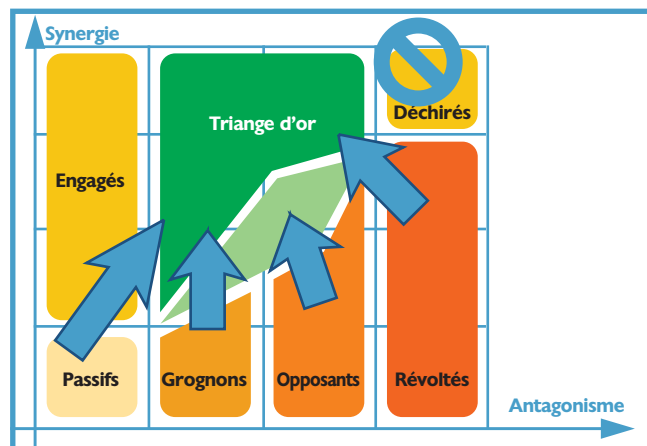 Synergie
Triange d'or
Déchirés
Engagés
Passifs
Grognons
Opposants
Révoltés
Antagonisme